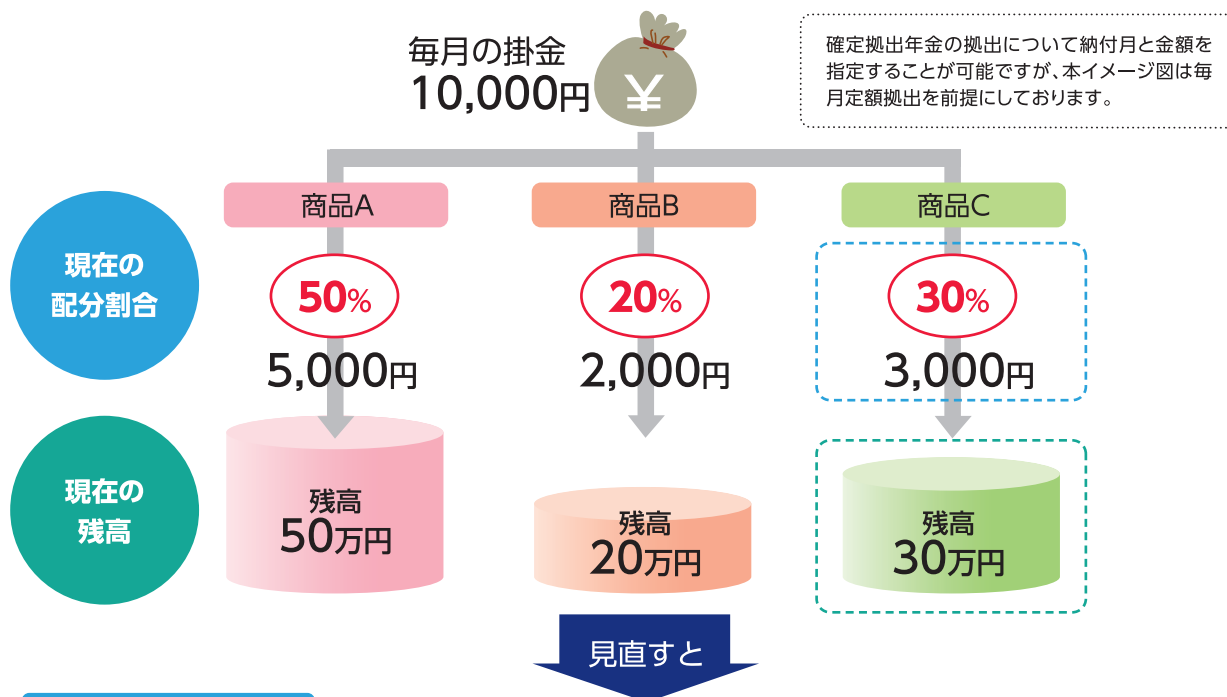 毎月の掛金
10,000円
¥
確定拠出年金の拠出について納付月と金額を
指定することが可能ですが、本イメージ図は毎
月定額拠出を前提にしております。
商品A
商品B
商品C
現在の
配分割合
50%
20%
30%
5,000円
2,000円
3,000円
現在の
残高
残高
50万円
残高
20万円
残高
30万円
見直すと